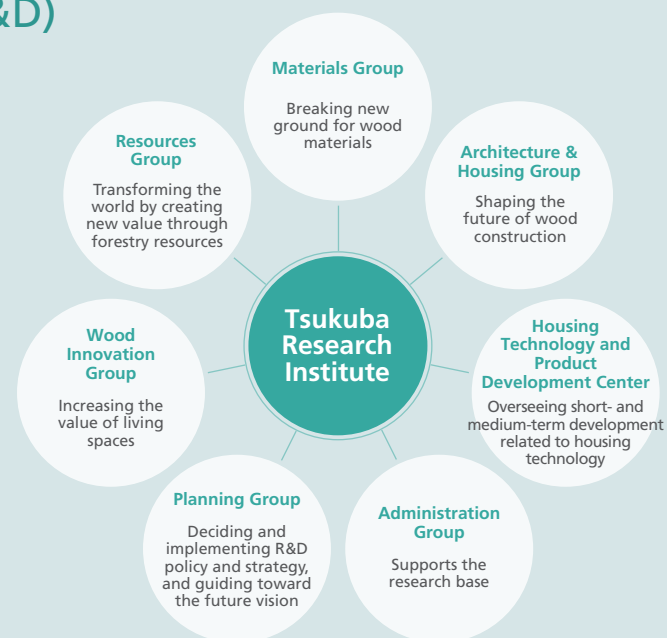 &D)
Materials Group
Breaking new
ground for wood
materials
Resources
Group
Transforming the
world by creating
new value through
forestry resources
Architecture &
Housing Group
Shaping the
future of wood
construction
Tsukuba
Research
Institute
Wood
Innovation
Group
Increasing the
value of living
spaces
Housing
Technology and
Product
Development Center
Overseeing short- and
medium-term development
related to housing
technology
Planning Group
Deciding and
implementing R&D
policy and strategy,
and guiding toward
the future vision
Administration
Group
Supports the
research base